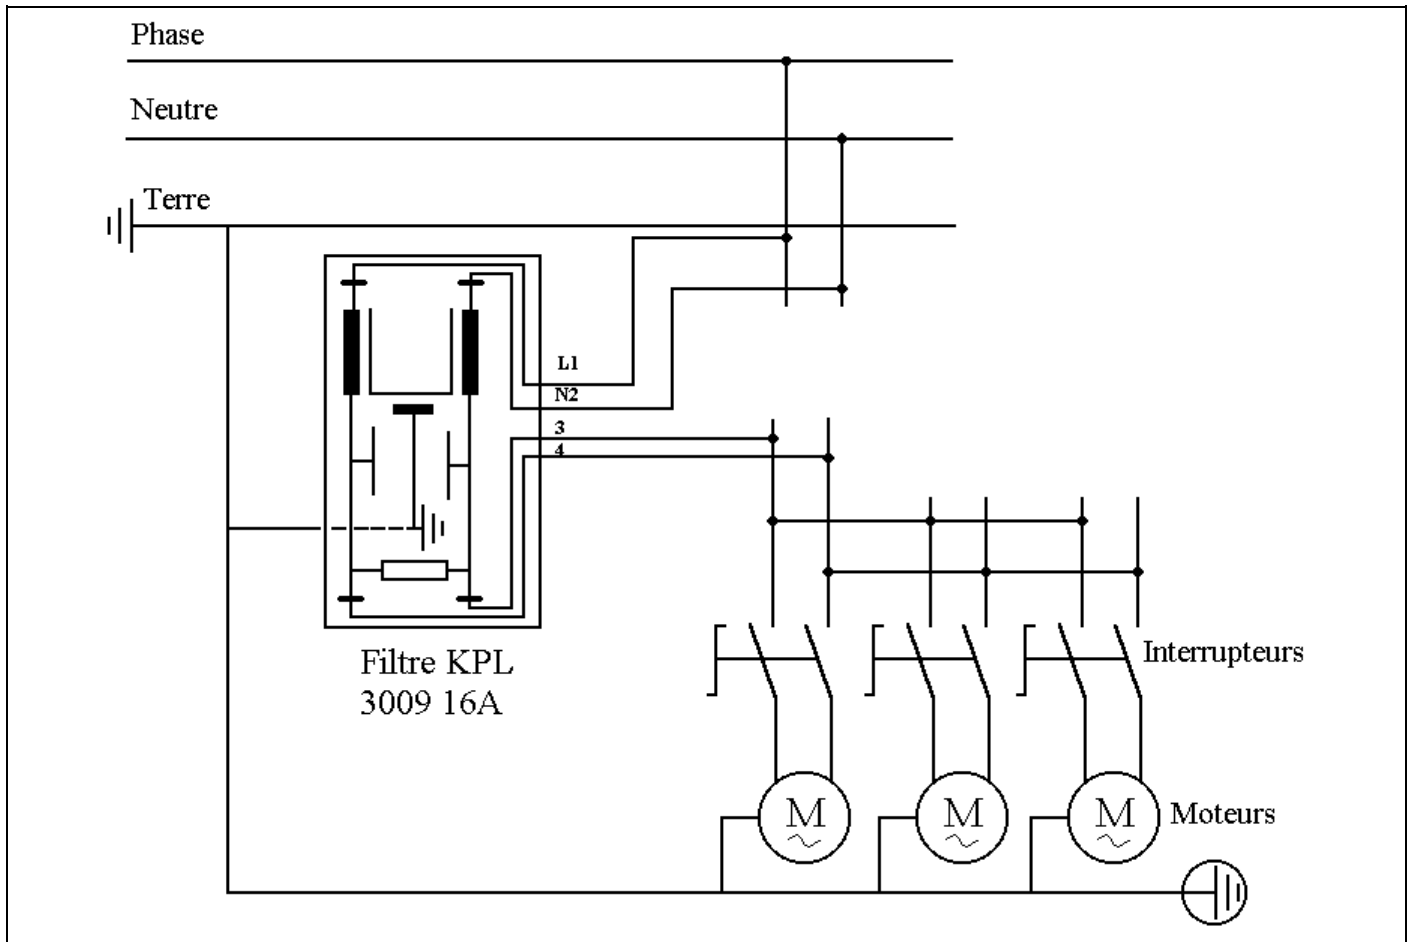 Phase
Neutre
Terre
L1
N2
3
4
Filtre KPL
3009 16A
Interrupteurs
M
M
M
Moteurs